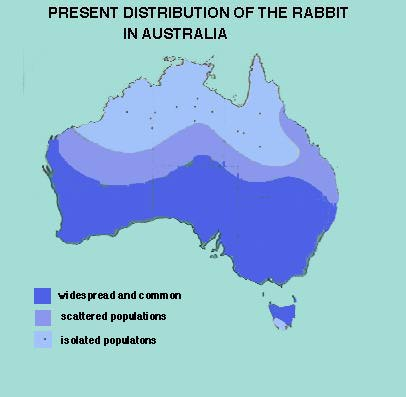 PRESENT DISTRIBUTION OF THE RABBIT
IN AUSTRALIA
widespread and common
scattered populations
isolated populatons